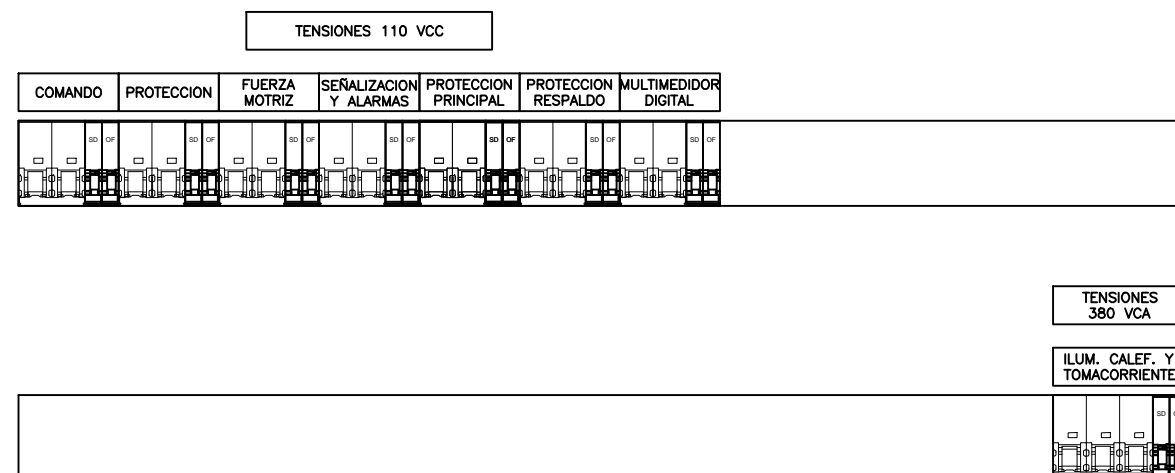 TENSIONES 110 VCC
COMANDO
PROTECCION
FUERZA
MOTRIZ
SEÑALIZACION
Y ALARMAS
PROTECCION
PRINCIPAL
PROTECCION
RESPALDO
MULTIMEDIDOR
DIGITAL
SD OF
SD OF
SD OF
SD OF
SD OF
SD OF
SD OF
TENSIONES
380 VCA
ILUM. CALEF. Y
TOMACORRIENTE
SD